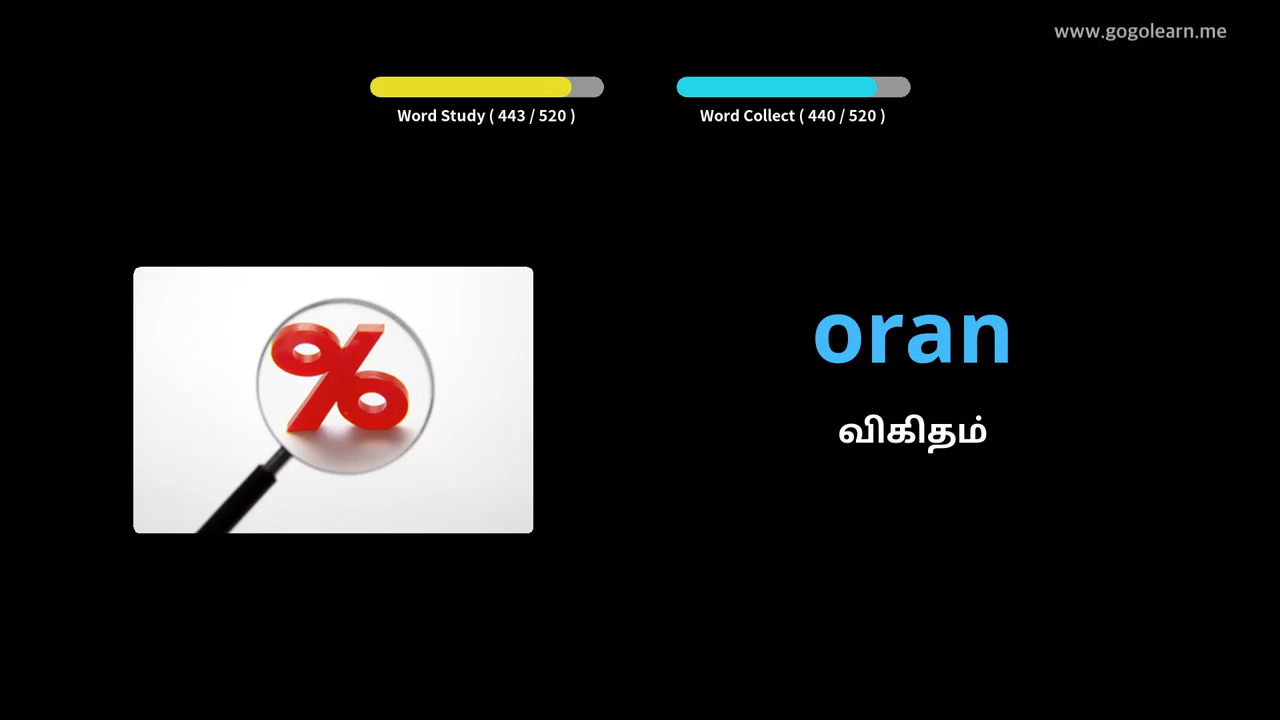 www.gogolearn.me
Word Study ( 443 / 520 )
Word Collect ( 440 / 520 )
%
oran
விகிதம்